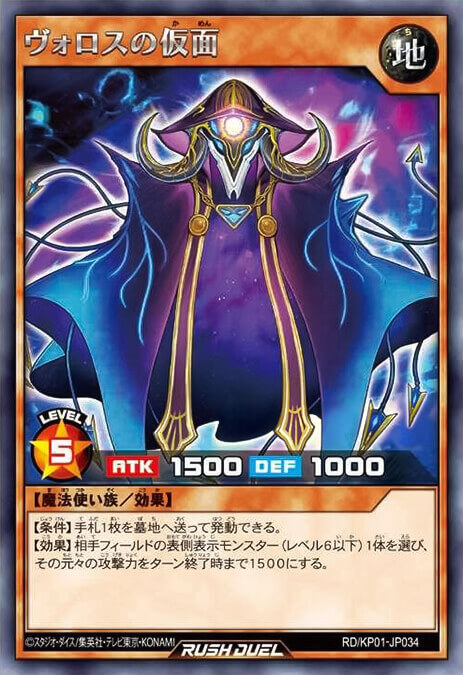 ヴォロスの仮面
地
LEVEL
5
ATK 1500 DEF 1000
【魔法使い族/効果】
【条件】手札1枚を墓地へ送って発動できる。
【効果】相手フィールドの表側表示モンスター(レベル6以下)1体を選び、
その元々の攻撃力をターン終了時まで1500にする。
©スタジオ・ダイス/集英社・テレビ東京・KONAMI
RUSH DUEL
RD/KP01-JP034